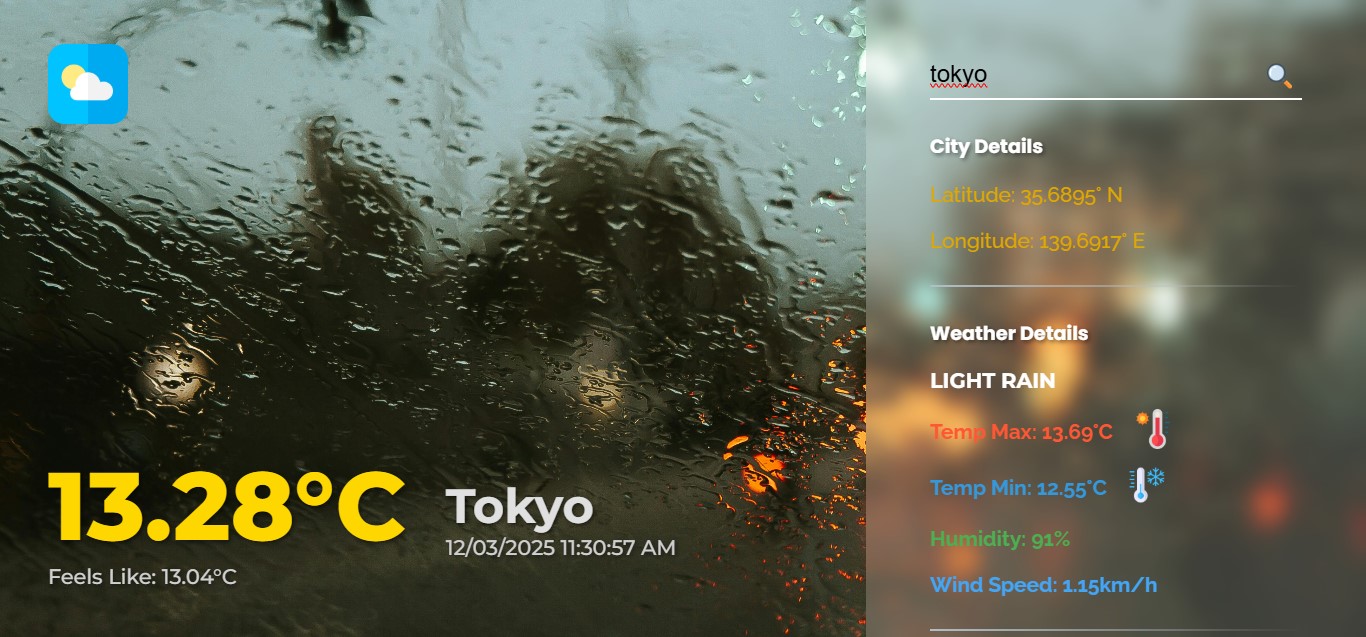 tokyo
City Details
Latitude: 35.6895° N
Longitude: 139.6917° E
Weather Details
LIGHT RAIN
Temp Max: 13.69°C
Temp Min: 12.55°C
Humidity: 91%
Wind Speed: 1.15km/h
13.28°C
Tokyo
12/03/2025 11:30:57 AM
Feels Like: 13.04°C